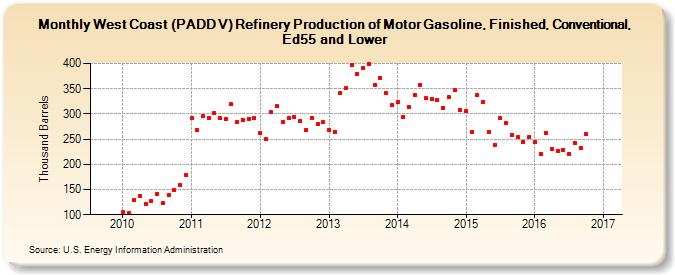 Monthly West Coast (PADD V) Refinery Production of Motor Gasoline, Finished, Conventional,
Ed55 and Lower
Thousand Barrels
400
350
300
250
200
150
100
2010 2011 2012 2013 2014 2015 2016 2017
Source: U.S. Energy Information Administration